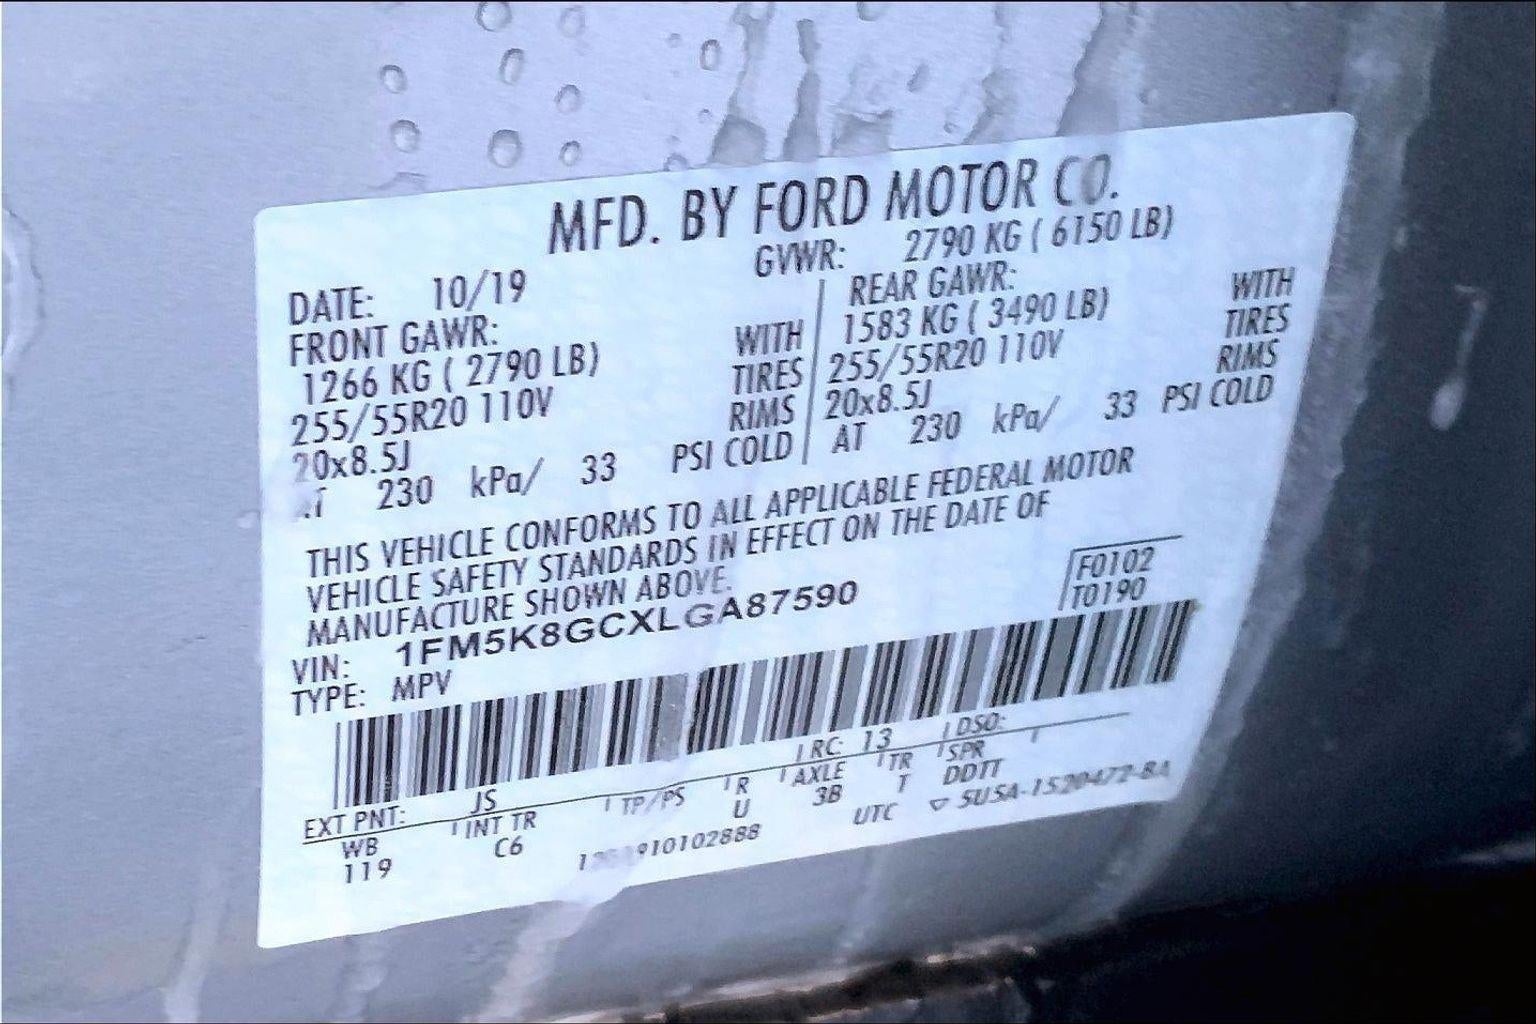 MFD. BY FORD MOTOR CO.
DATE: 10/19 GVWR: 2790 KG ( 6150 LB)
FRONT GAWR: REAR GAWR:
1266 KG ( 2790 LB) WITH 1583 KG ( 3490 LB) WITH
255/55R20 110V TIRES 255/55R20 110V TIRES
20x8.5J RIMS 20x8.5J RIMS
AT 230 kPa/ 33 PSI COLD AT 230 kPa/ 33 PSI COLD
THIS VEHICLE CONFORMS TO ALL APPLICABLE FEDERAL MOTOR
VEHICLE SAFETY STANDARDS IN EFFECT ON THE DATE OF
MANUFACTURE SHOWN ABOVE.
VIN: 1FM5K8GCXLGA87590 F0102
TYPE: MPV T0190
EXT PNT: JS RC: 13 DSO:
WB INT TR TP/PS R AXLE TR SPR
119 C6 U 3B T DDTT
UTC ▽ 5U5A-1520472-BA